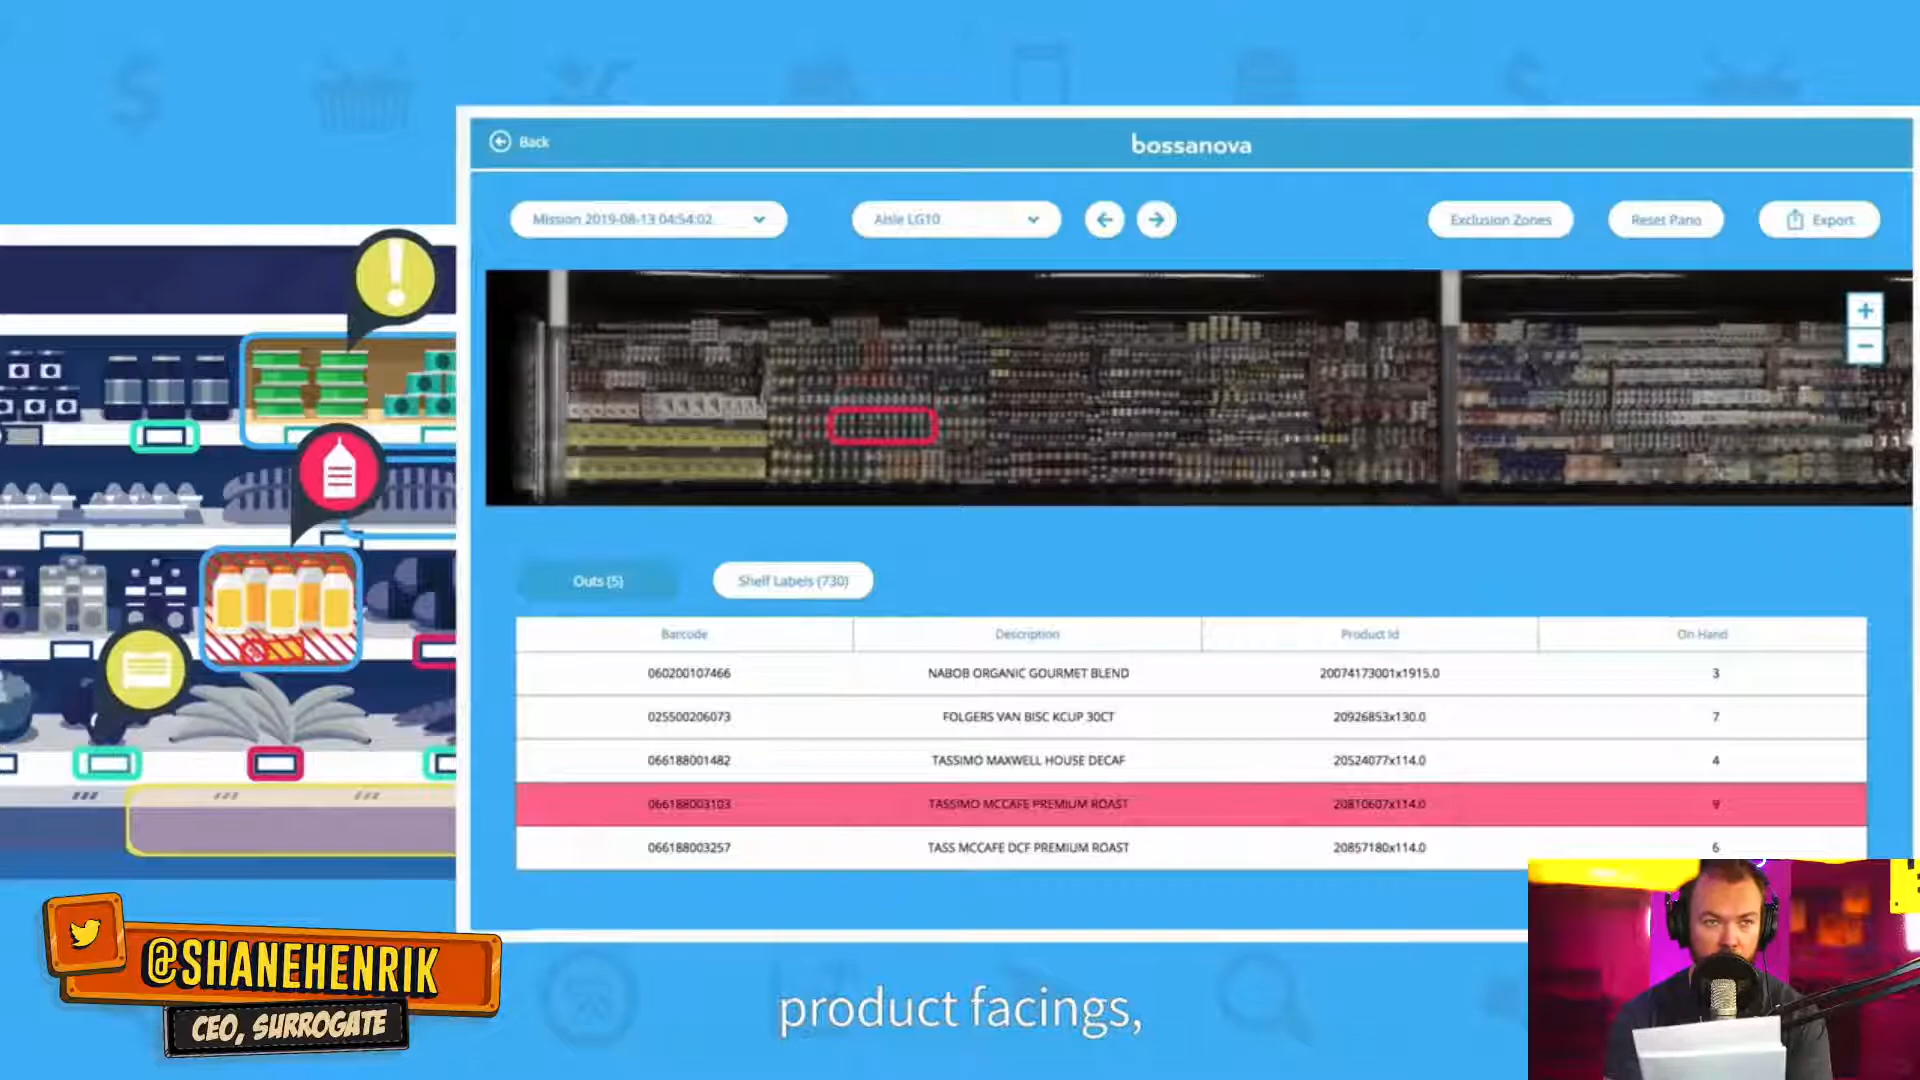 Back
bossanova
Mission 2019-08-13 04:54:02
Aisle LG10
Exclusion Zones
Reset Pano
Export
Outs (5)
Shelf Labels (730)
Barcode Description Product Id On Hand
060200107466 NABOB ORGANIC GOURMET BLEND 20074173001x1915.0 3
025500206073 FOLGERS VAN BISC KCUP 30CT 20926853x130.0 7
066188001482 TASSIMO MAXWELL HOUSE DECAF 20524077x114.0 4
066188003103 TASSIMO MCCAFE PREMIUM ROAST 20810607x114.0 9
066188003257 TASS MCCAFE DCF PREMIUM ROAST 20857180x114.0 6
@SHANEHENRIK
CEO, SURROGATE
product facings,